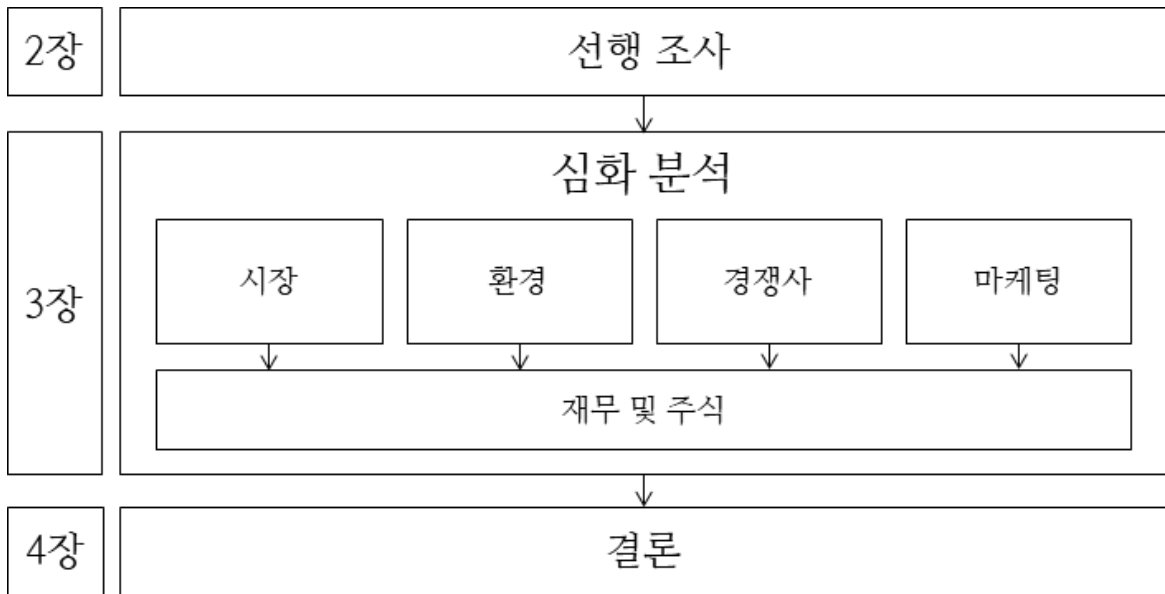 2장
선행 조사
3장
심화 분석
시장
환경
경쟁사
마케팅
재무 및 주식
4장
결론